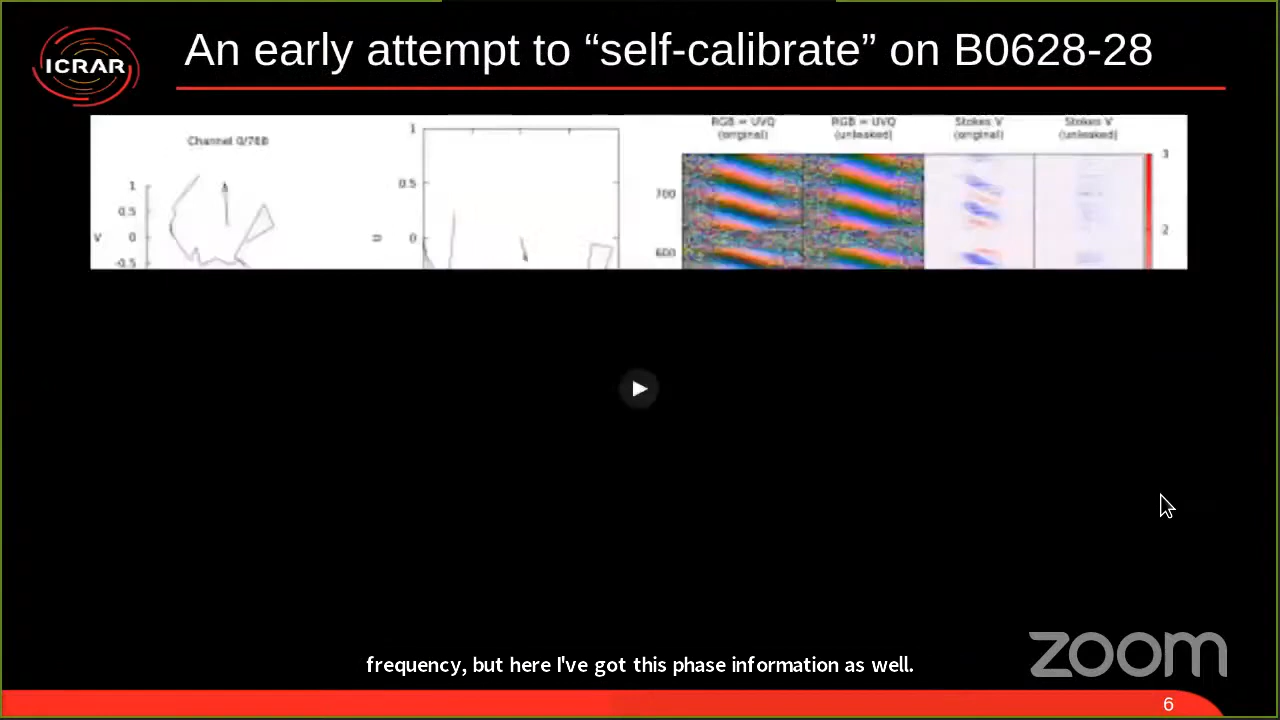 An early attempt to “self-calibrate” on B0628-28
ICRAR
Channel 0/768
RGB = UVQ
(original)
RGB = UVQ
(unleaked)
Stokes V
(original)
Stokes V
(unleaked)
1
0.5
0
-0.5
V
1
0.5
0
U
700
600
3
2
frequency, but here I've got this phase information as well.
zoom
6